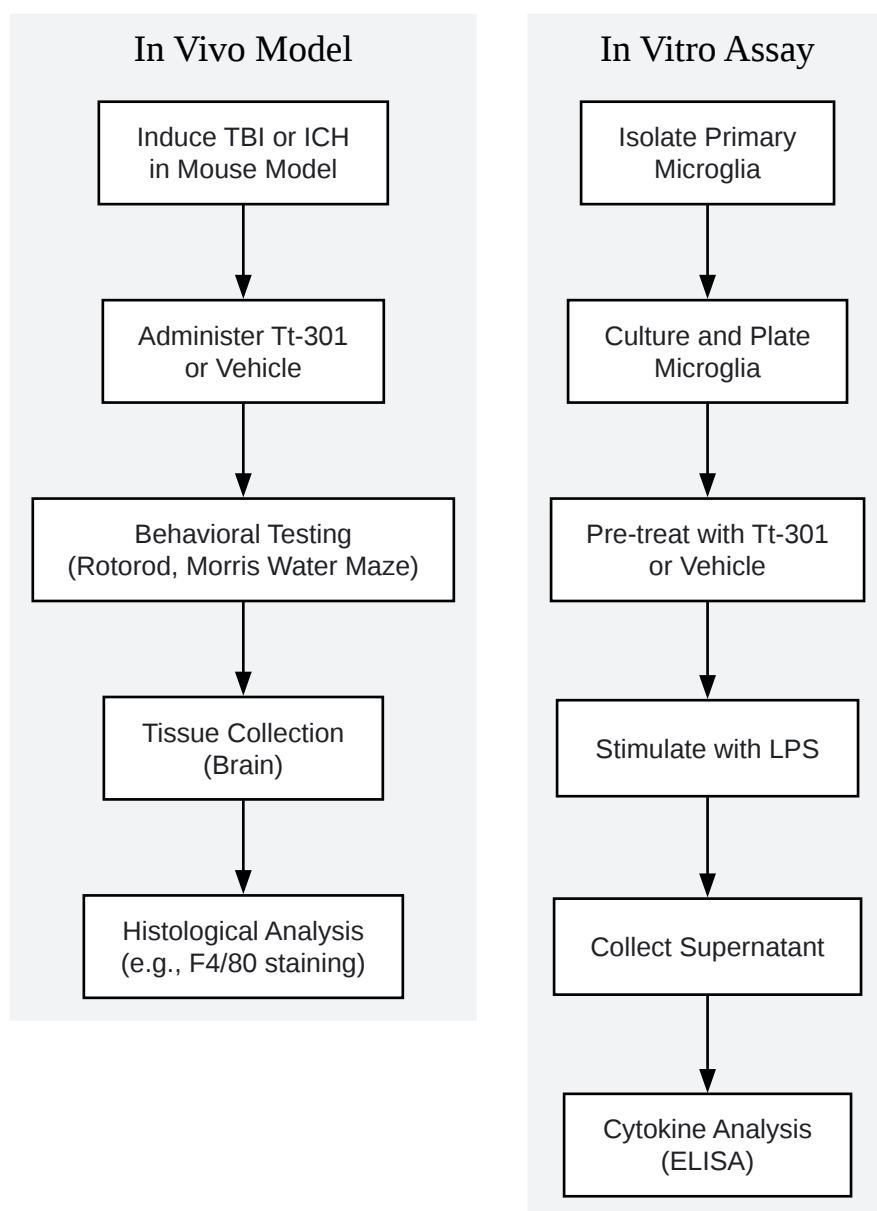 In Vivo Model
Induce TBI or ICH
in Mouse Model
Administer Tt-301
or Vehicle
Behavioral Testing
(Rotorod, Morris Water Maze)
Tissue Collection
(Brain)
Histological Analysis
(e.g., F4/80 staining)
In Vitro Assay
Isolate Primary
Microglia
Culture and Plate
Microglia
Pre-treat with Tt-301
or Vehicle
Stimulate with LPS
Collect Supernatant
Cytokine Analysis
(ELISA)